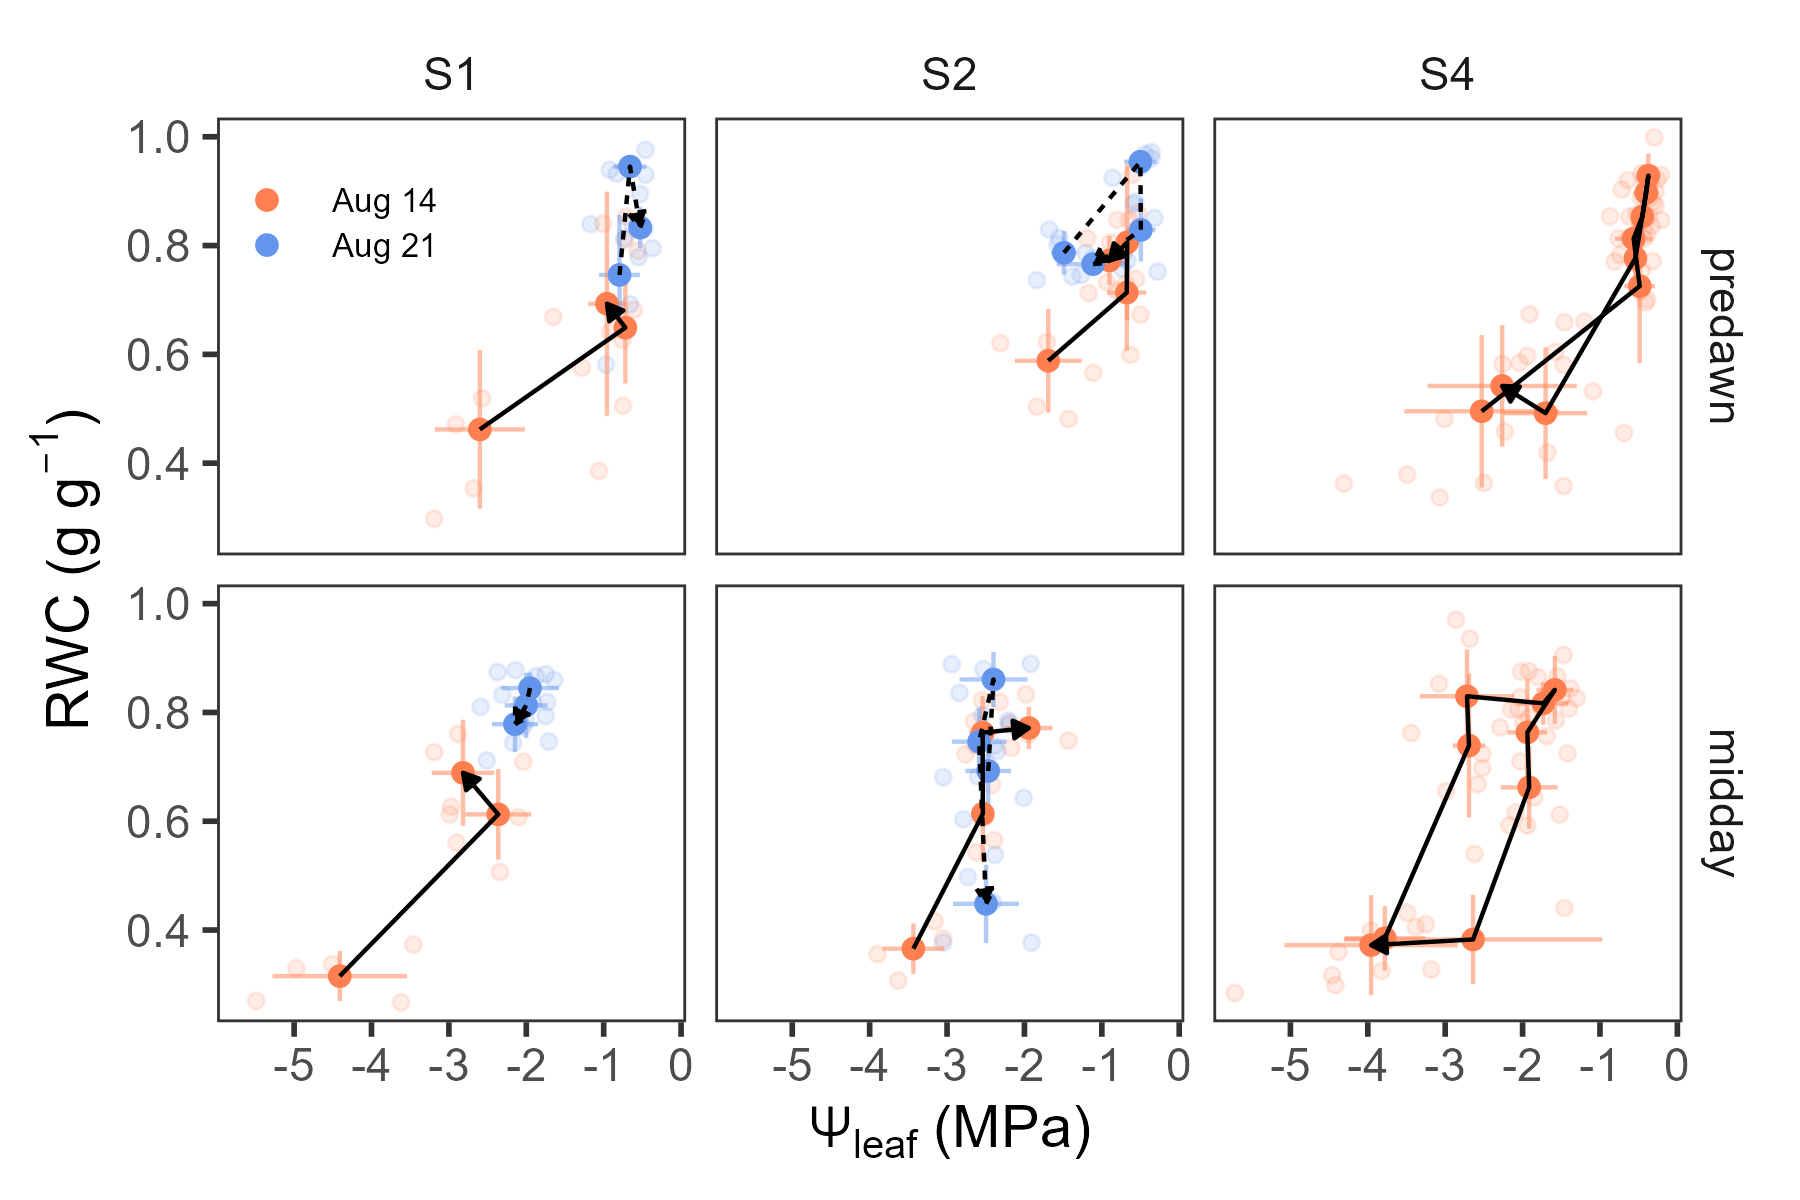 S1 S2 S4
1.0
0.8
0.6
0.4
Aug 14
Aug 21
predawn
RWC (g g⁻¹)
1.0
0.8
0.6
0.4
midday
-5 -4 -3 -2 -1 0 -5 -4 -3 -2 -1 0 -5 -4 -3 -2 -1 0
Ψleaf (MPa)